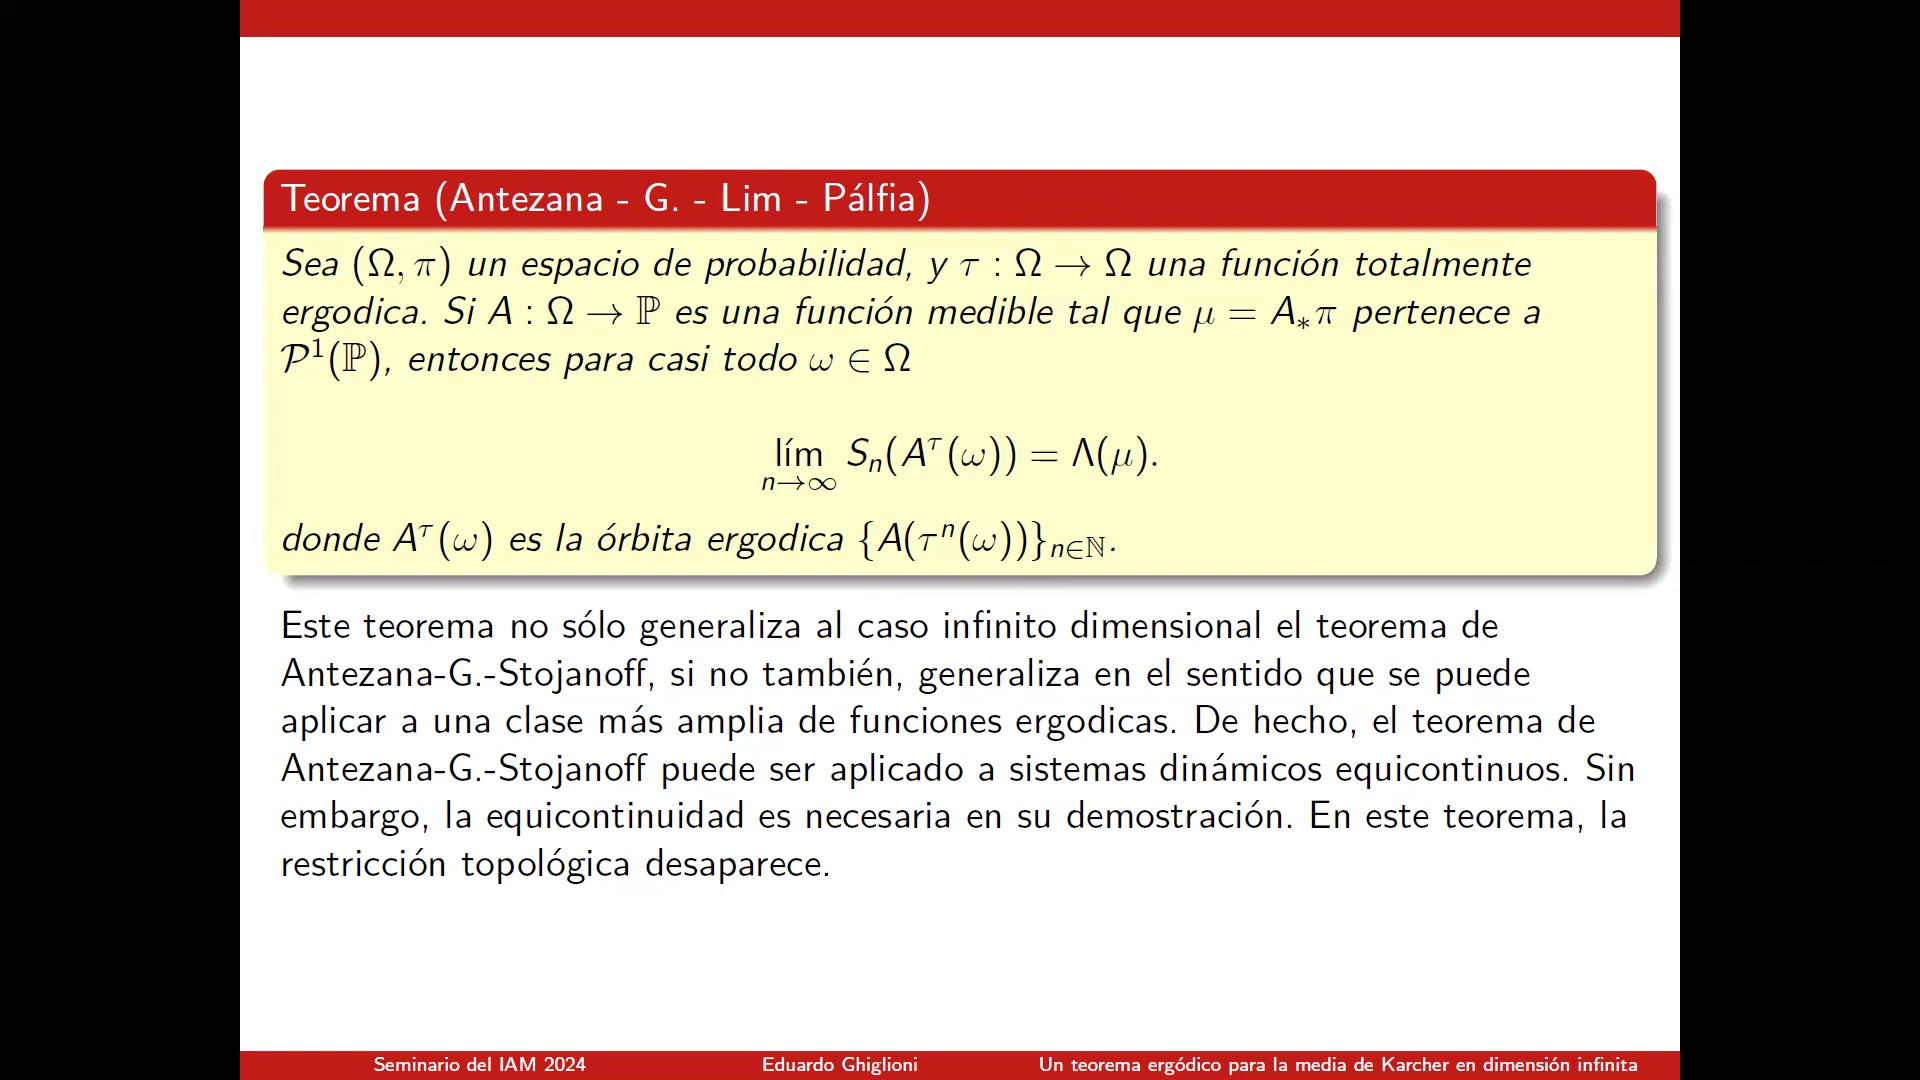 Teorema (Antezana - G. - Lim - Pálfia)
Sea (Ω, π) un espacio de probabilidad, y τ : Ω → Ω una función totalmente
ergodica. Si A : Ω → ℙ es una función medible tal que μ = A∗π pertenece a
𝒫¹(ℙ), entonces para casi todo ω ∈ Ω
lím Sₙ(A^τ(ω)) = Λ(μ).
n→∞
donde A^τ(ω) es la órbita ergodica {A(τⁿ(ω))}n∈ℕ.
Este teorema no sólo generaliza al caso infinito dimensional el teorema de
Antezana-G.-Stojanoff, si no también, generaliza en el sentido que se puede
aplicar a una clase más amplia de funciones ergodicas. De hecho, el teorema de
Antezana-G.-Stojanoff puede ser aplicado a sistemas dinámicos equicontinuos. Sin
embargo, la equicontinuidad es necesaria en su demostración. En este teorema, la
restricción topológica desaparece.
Seminario del IAM 2024 Eduardo Ghiglioni Un teorema ergódico para la media de Karcher en dimensión infinita